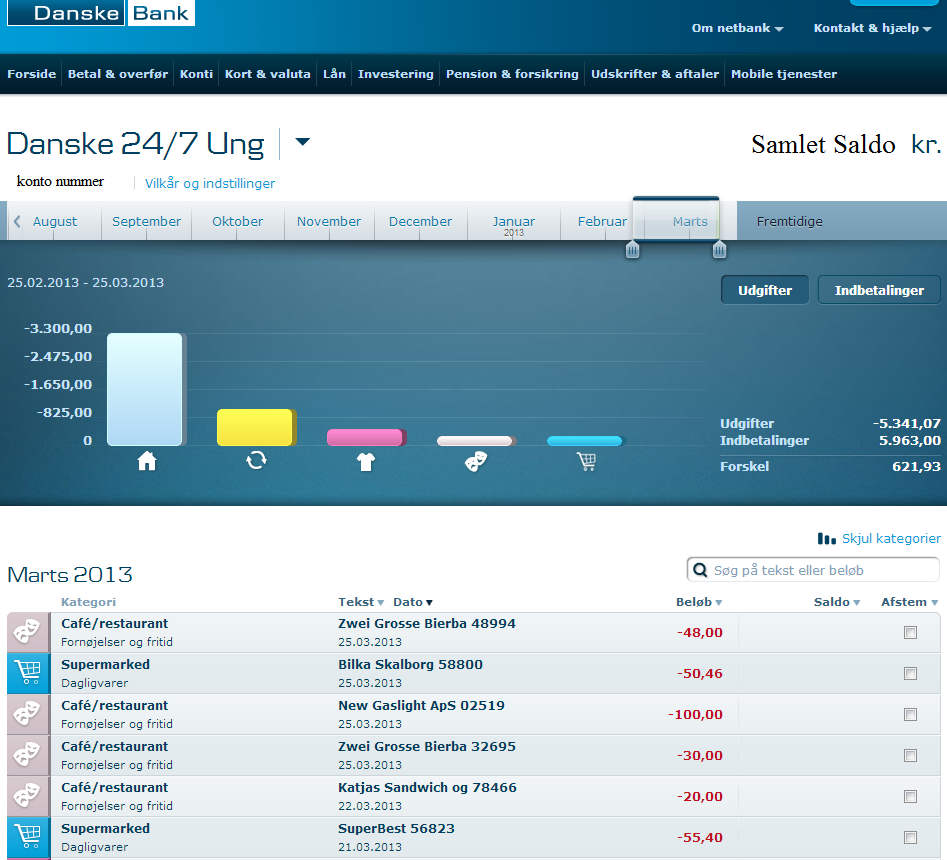 Danske Bank
Om netbank Kontakt & hjælp
Forside Betal & overfør Konti Kort & valuta Lån Investering Pension & forsikring Udskrifter & aftaler Mobile tjenester
Danske 24/7 Ung Samlet Saldo kr.
konto nummer Vilkår og indstillinger
August September Oktober November December Januar Februar Marts Fremtidige
2013
25.02.2013 - 25.03.2013
Udgifter Indbetalinger
-3.300,00
-2.475,00
-1.650,00
-825,00
0
Udgifter -5.341,07
Indbetalinger 5.963,00
Forskel 621,93
Skjul kategorier
Marts 2013 Søg på tekst eller beløb
Kategori Tekst Dato Beløb Saldo Afstem
Café/restaurant Zwei Grosse Bierba 48994
Fornøjelser og fritid 25.03.2013 -48,00
Supermarked Bilka Skalborg 58800
Dagligvarer 25.03.2013 -50,46
Café/restaurant New Gaslight ApS 02519
Fornøjelser og fritid 25.03.2013 -100,00
Café/restaurant Zwei Grosse Bierba 32695
Fornøjelser og fritid 25.03.2013 -30,00
Café/restaurant Katjas Sandwich og 78466
Fornøjelser og fritid 22.03.2013 -20,00
Supermarked SuperBest 56823
Dagligvarer 21.03.2013 -55,40